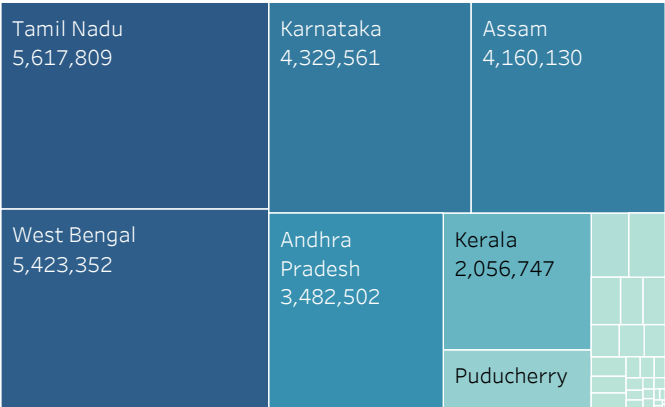 Tamil Nadu
5,617,809
Karnataka
4,329,561
Assam
4,160,130
West Bengal
5,423,352
Andhra
Pradesh
3,482,502
Kerala
2,056,747
Puducherry